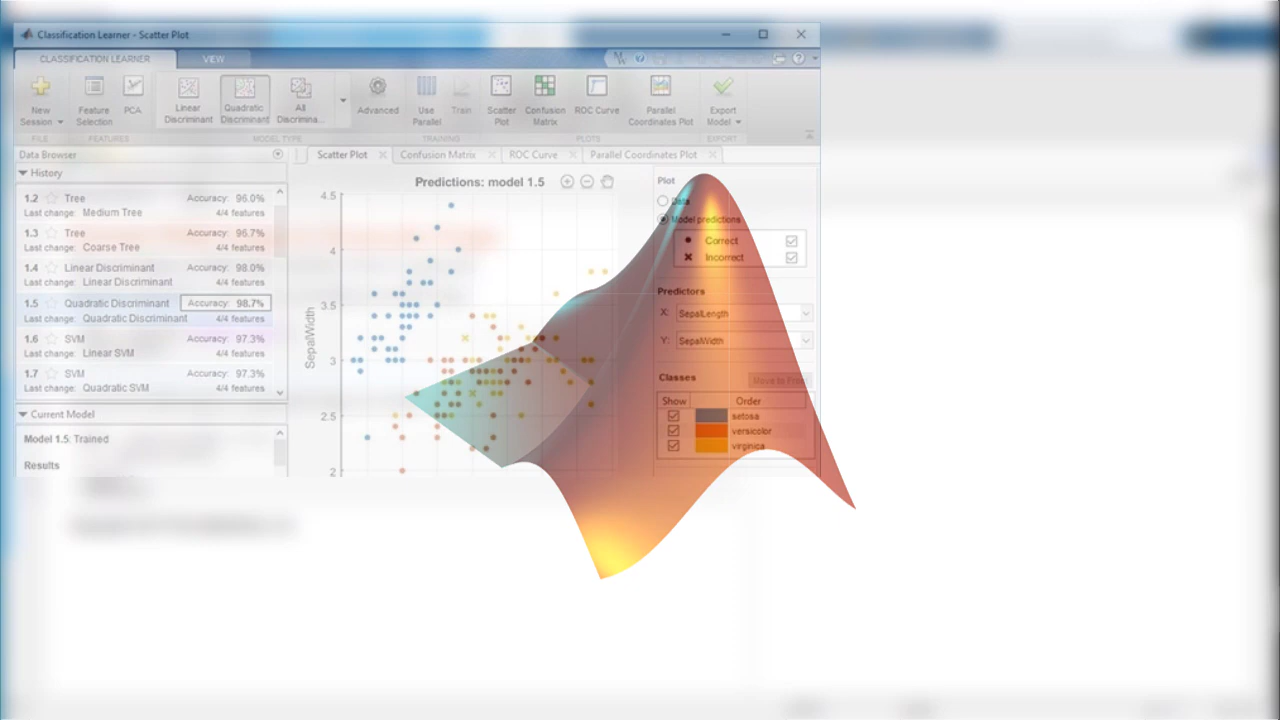 Classification Learner - Scatter Plot
CLASSIFICATION LEARNER
VIEW
New
Session
Feature
Selection
PCA
Linear
Discriminant
Quadratic
Discriminant
All
Discrimina...
Advanced
Use
Parallel
Train
Scatter
Plot
Confusion
Matrix
ROC Curve
Parallel
Coordinates Plot
Export
Model
FILE
FEATURES
MODEL TYPE
TRAINING
PLOTS
EXPORT
Data Browser
History
1.2 Tree Accuracy: 96.0%
Last change: Medium Tree 4/4 features
1.3 Tree Accuracy: 96.7%
Last change: Coarse Tree 4/4 features
1.4 Linear Discriminant Accuracy: 98.0%
Last change: Linear Discriminant 4/4 features
1.5 Quadratic Discriminant Accuracy: 98.7%
Last change: Quadratic Discriminant 4/4 features
1.6 SVM Accuracy: 97.3%
Last change: Linear SVM 4/4 features
1.7 SVM Accuracy: 97.3%
Last change: Quadratic SVM 4/4 features
Current Model
Model 1.5: Trained
Results
Scatter Plot
Confusion Matrix
ROC Curve
Parallel Coordinates Plot
Predictions: model 1.5
4.5
4
3.5
3
2.5
2
SepalWidth
Plot
Data
Model predictions
Correct
Incorrect
Predictors
X: SepalLength
Y: SepalWidth
Classes
Move to Front
Show Order
setosa
versicolor
virginica